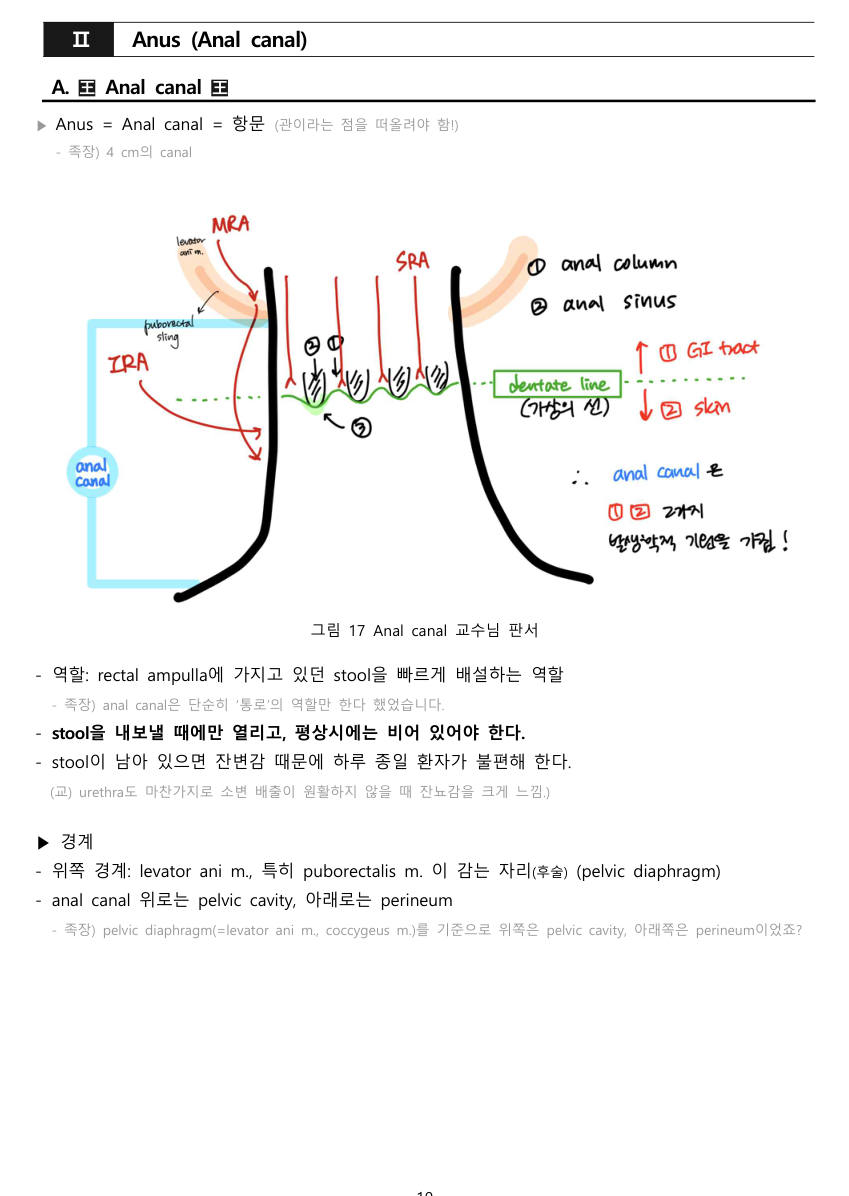 Ⅱ Anus (Anal canal)
A. 王 Anal canal 王
▶ Anus = Anal canal = 항문 (관이라는 점을 떠올려야 함!)
- 족장) 4 cm의 canal
MRA
levator
ani m.
SRA
① anal column
② anal sinus
puborectal
sling
② ①
IRA
① GI tract
dentate line
(가상의 선)
② skin
③
anal
canal
∴ anal canal은
① ② 2가지
발생학적 기원을 가짐!
그림 17 Anal canal 교수님 판서
- 역할: rectal ampulla에 가지고 있던 stool을 빠르게 배설하는 역할
- 족장) anal canal은 단순히 '통로'의 역할만 한다 했었습니다.
- stool을 내보낼 때에만 열리고, 평상시에는 비어 있어야 한다.
- stool이 남아 있으면 잔변감 때문에 하루 종일 환자가 불편해 한다.
(교) urethra도 마찬가지로 소변 배출이 원활하지 않을 때 잔뇨감을 크게 느낌.)
▶ 경계
- 위쪽 경계: levator ani m., 특히 puborectalis m. 이 감는 자리(후술) (pelvic diaphragm)
- anal canal 위로는 pelvic cavity, 아래로는 perineum
- 족장) pelvic diaphragm(=levator ani m., coccygeus m.)를 기준으로 위쪽은 pelvic cavity, 아래쪽은 perineum이었죠?